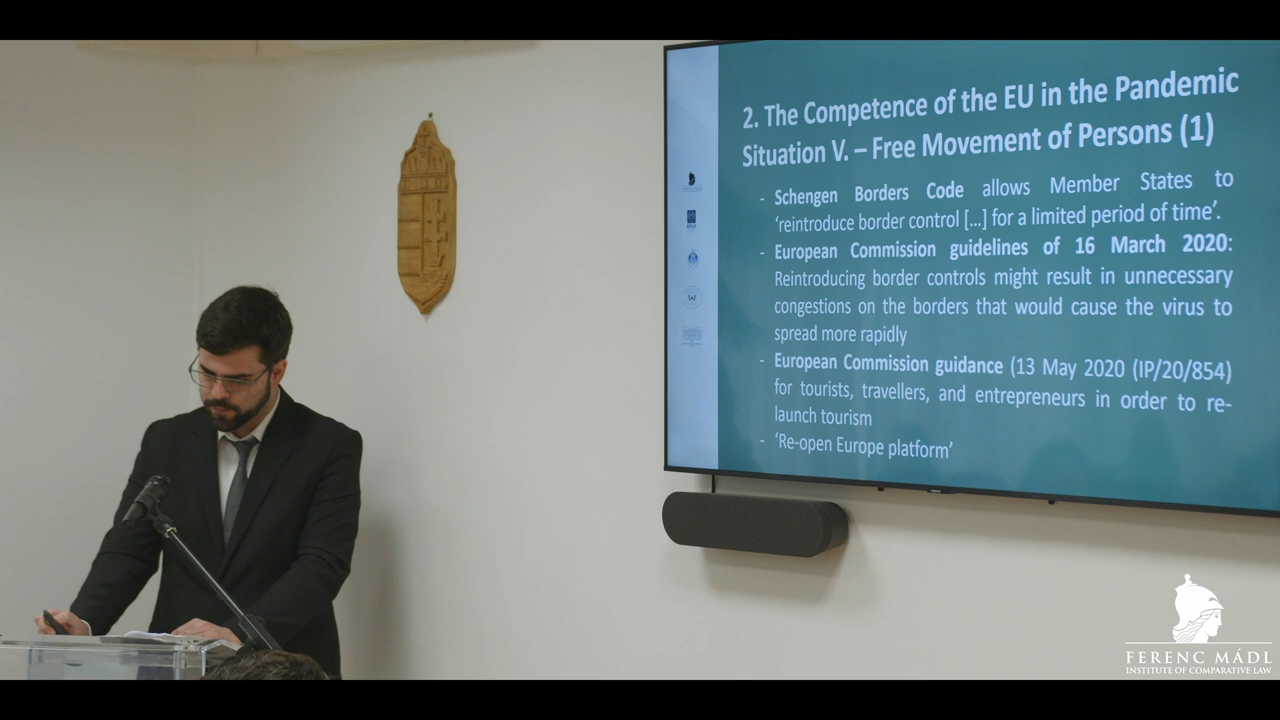 2. The Competence of the EU in the Pandemic
Situation V. – Free Movement of Persons (1)
- Schengen Borders Code allows Member States to
‘reintroduce border control [...] for a limited period of time’.
- European Commission guidelines of 16 March 2020:
Reintroducing border controls might result in unnecessary
congestions on the borders that would cause the virus to
spread more rapidly
- European Commission guidance (13 May 2020 (IP/20/854)
for tourists, travellers, and entrepreneurs in order to re-
launch tourism
- ‘Re-open Europe platform’
FERENC MÁDL
INSTITUTE OF COMPARATIVE LAW